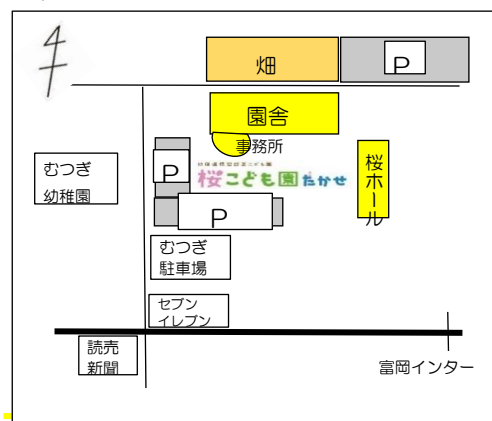 畑
P
園舎
事務所
桜ホール
むつぎ
幼稚園
P
桜こども園たかせ
P
むつぎ
駐車場
セブン
イレブン
読売
新聞
富岡インター